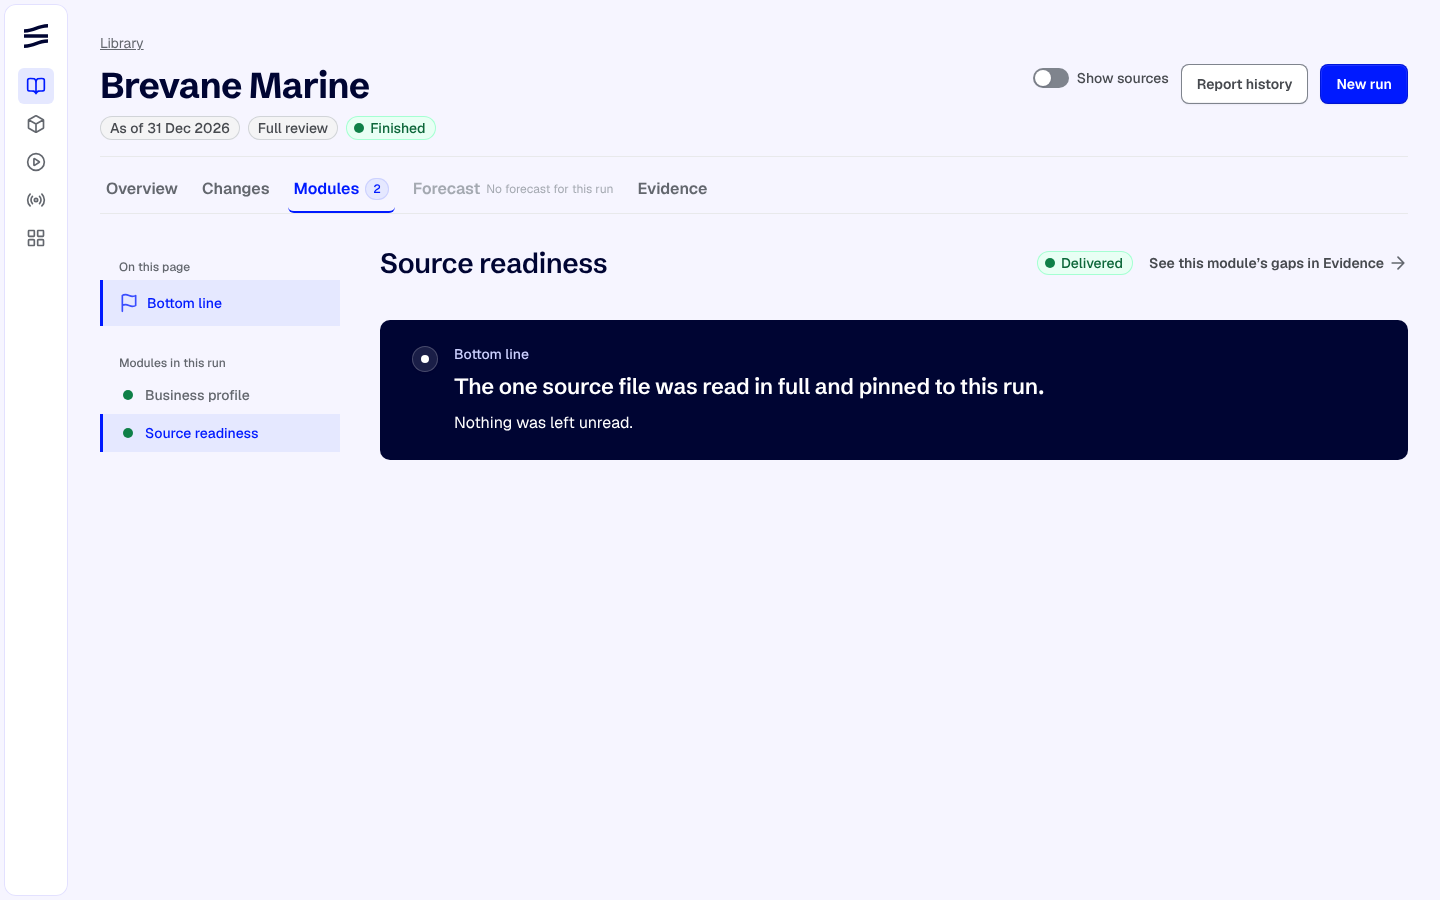 Library
Brevane Marine
Show sources
Report history
New run
As of 31 Dec 2026
Full review
Finished
Overview
Changes
Modules 2
Forecast No forecast for this run
Evidence
On this page
Bottom line
Modules in this run
Business profile
Source readiness
Source readiness
Delivered
See this module’s gaps in Evidence
Bottom line
The one source file was read in full and pinned to this run.
Nothing was left unread.